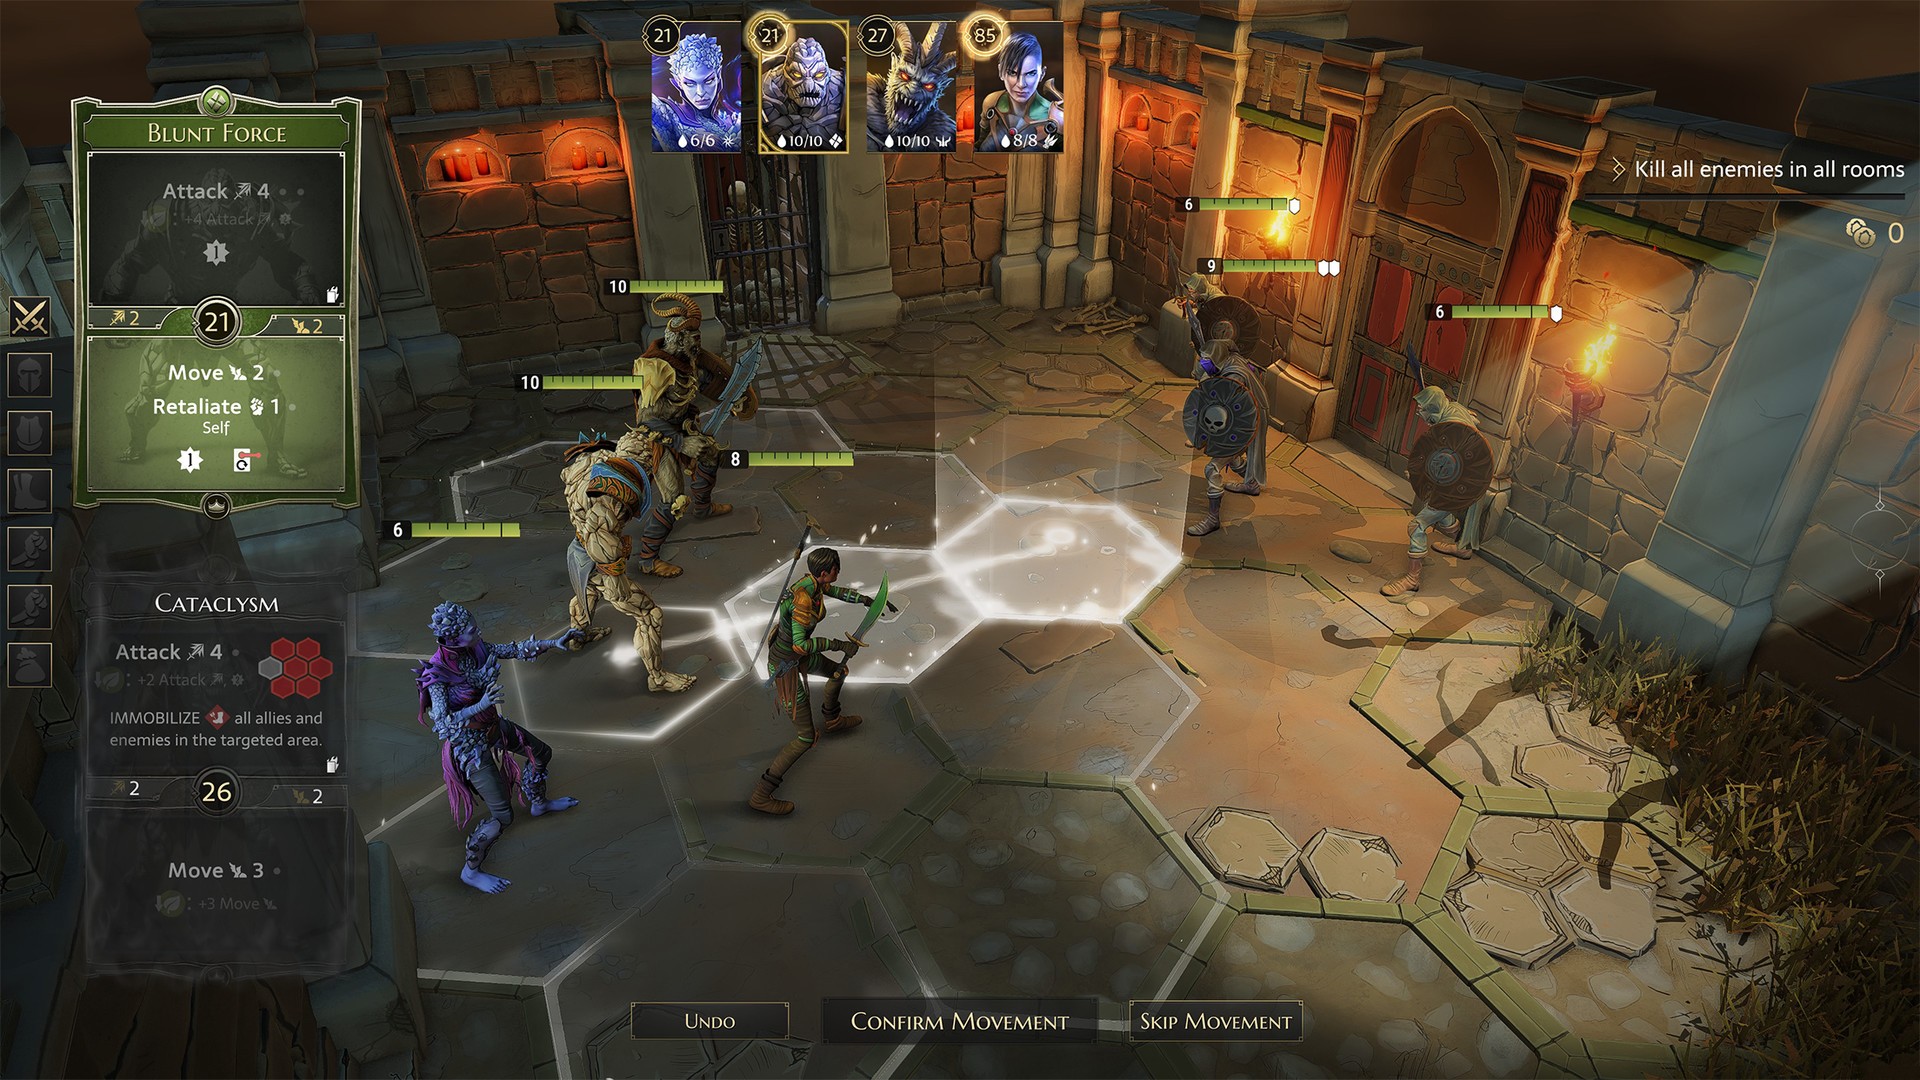 21
21
27
85
6/6
10/10
10/10
8/8
Kill all enemies in all rooms
0
BLUNT FORCE
Attack 4
: +4 Attack ,
1
2
21
2
Move 2
Retaliate 1
Self
1
CATACLYSM
Attack 4
: +2 Attack ,
IMMOBILIZE all allies and
enemies in the targeted area.
2
26
2
Move 3
: +3 Move
6
9
6
10
10
8
6
UNDO
CONFIRM MOVEMENT
SKIP MOVEMENT